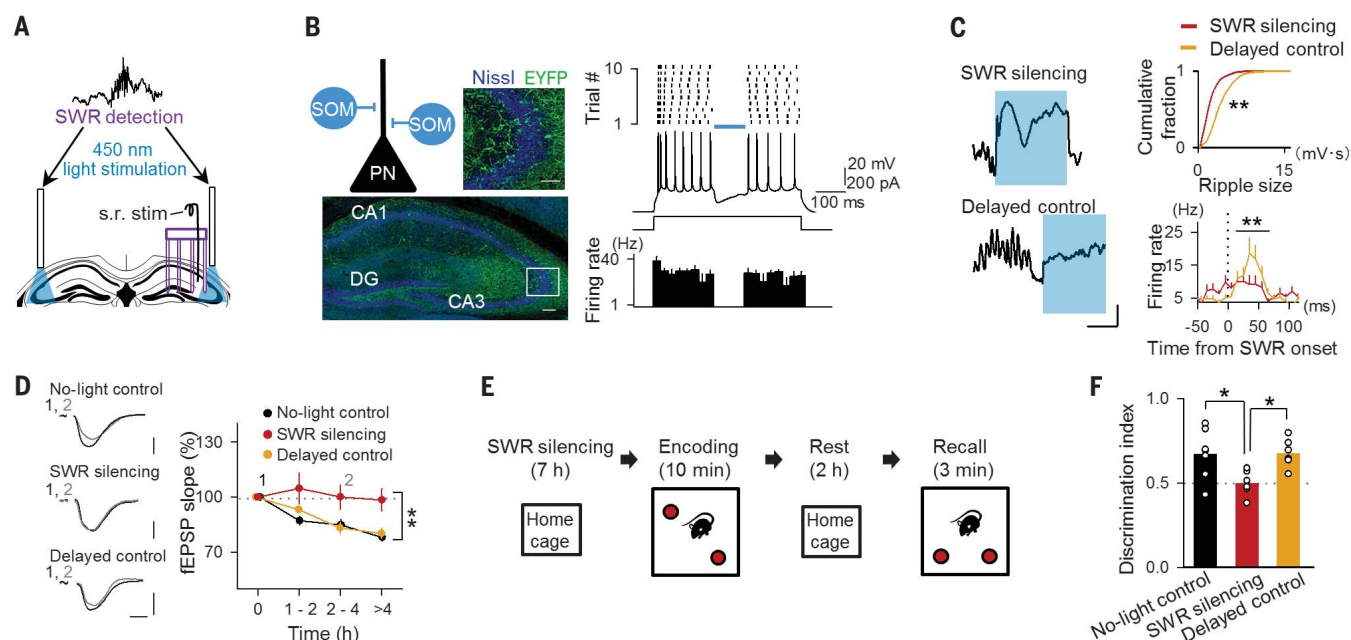 A
SWR detection
450 nm
light stimulation
s.r. stim
B
SOM
SOM
PN
Nissl EYFP
CA1
DG
CA3
Trial #
10
1
20 mV
200 pA
100 ms
Firing rate
(Hz)
140
1
C
SWR silencing
Delayed control
SWR silencing
Delayed control
Cumulative
fraction
1
0
**
0
15
(mV·s)
Ripple size
Firing rate
(Hz)
25
15
5
**
-50 0 50 100
(ms)
Time from SWR onset
D
No-light control
1, 2
SWR silencing
1, 2
Delayed control
1, 2
No-light control
SWR silencing
Delayed control
fEPSP slope (%)
130
100
70
1
2
**
0 1 - 2 2 - 4 >4
Time (h)
E
SWR silencing
(7 h)
Home
cage
Encoding
(10 min)
Rest
(2 h)
Home
cage
Recall
(3 min)
F
Discrimination index
1.0
0.5
0.0
* *
No-light control
SWR silencing
Delayed control